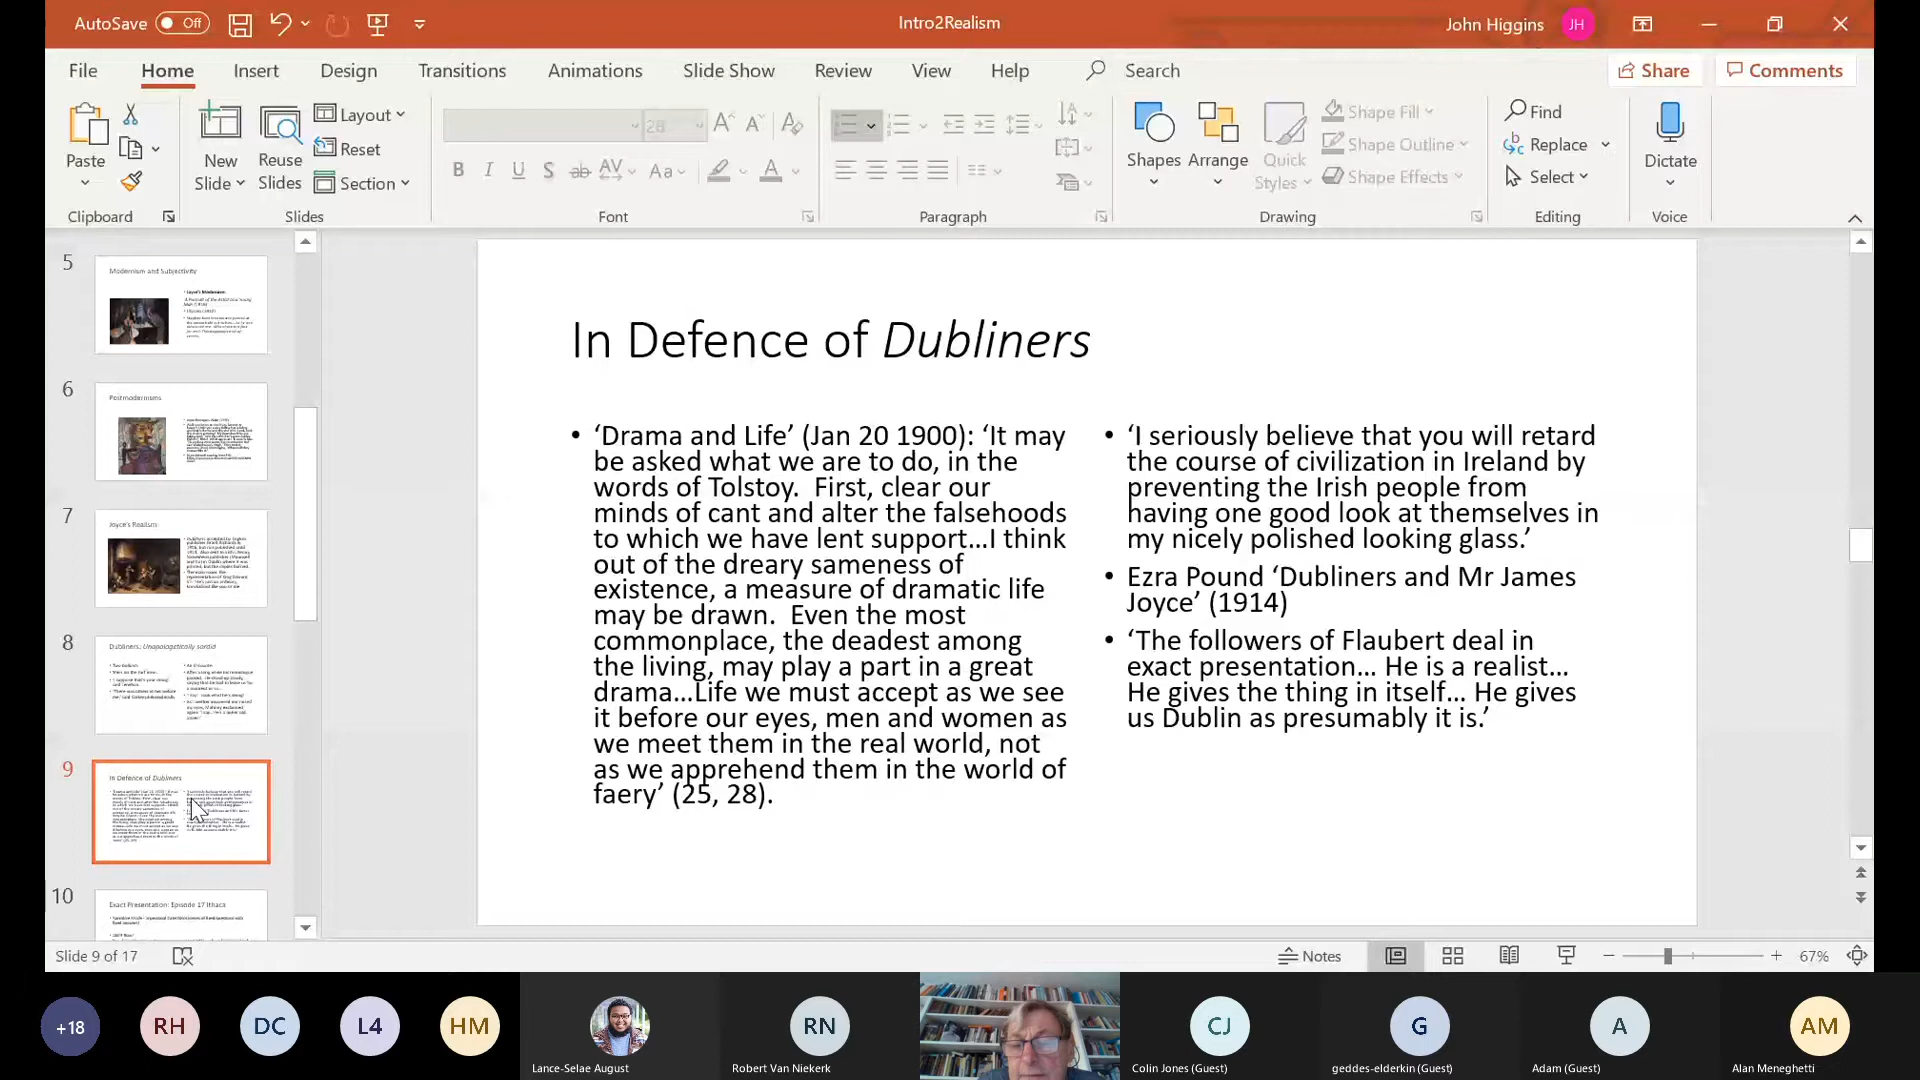 AutoSave Off
Intro2Realism
John Higgins JH
File Home Insert Design Transitions Animations Slide Show Review View Help Search
Share Comments
Paste
New
Slide
Reuse
Slides
Layout
Reset
Section
28
B I U S ab AV Aa A
Shapes Arrange
Quick
Styles
Shape Fill
Shape Outline
Shape Effects
Find
Replace
Select
Dictate
Clipboard Slides Font Paragraph Drawing Editing Voice
5
Modernism and Subjectivity
6
Postmodernisms
7
Joyce's Realism
8
Dubliners: Unapologetically sordid
9
In Defence of Dubliners
10
Exact Presentation: Episode 17 Ithaca
In Defence of Dubliners
• ‘Drama and Life’ (Jan 20 1900): ‘It may
be asked what we are to do, in the
words of Tolstoy.  First, clear our
minds of cant and alter the falsehoods
to which we have lent support…I think
out of the dreary sameness of
existence, a measure of dramatic life
may be drawn.  Even the most
commonplace, the deadest among
the living, may play a part in a great
drama…Life we must accept as we see
it before our eyes, men and women as
we meet them in the real world, not
as we apprehend them in the world of
faery’ (25, 28).
• ‘I seriously believe that you will retard
the course of civilization in Ireland by
preventing the Irish people from
having one good look at themselves in
my nicely polished looking glass.’
• Ezra Pound ‘Dubliners and Mr James
Joyce’ (1914)
• ‘The followers of Flaubert deal in
exact presentation… He is a realist…
He gives the thing in itself… He gives
us Dublin as presumably it is.’
Slide 9 of 17
Notes
67%
+18 RH DC L4 HM RN CJ G A AM
Lance-Selae August
Robert Van Niekerk
Colin Jones (Guest)
geddes-elderkin (Guest)
Adam (Guest)
Alan Meneghetti